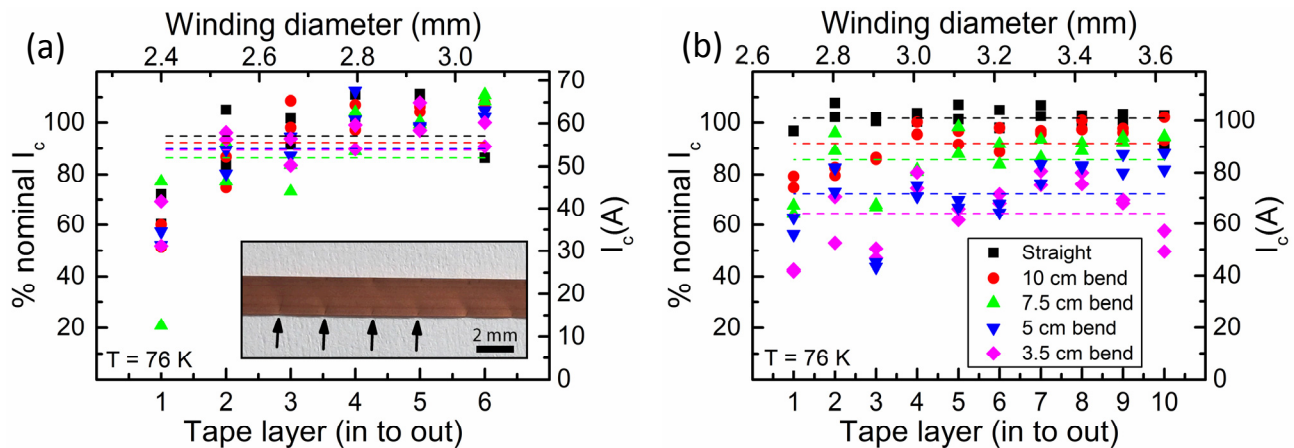 (a)
Winding diameter (mm)
2.4 2.6 2.8 3.0
% nominal Ic
100
80
60
40
20
70
60
50
40
30
20
10
0
Ic(A)
2 mm
T = 76 K
1 2 3 4 5 6
Tape layer (in to out)
(b)
Winding diameter (mm)
2.6 2.8 3.0 3.2 3.4 3.6
% nominal Ic
100
80
60
40
20
100
80
60
40
20
0
Ic(A)
Straight
10 cm bend
7.5 cm bend
5 cm bend
3.5 cm bend
T = 76 K
1 2 3 4 5 6 7 8 9 10
Tape layer (in to out)